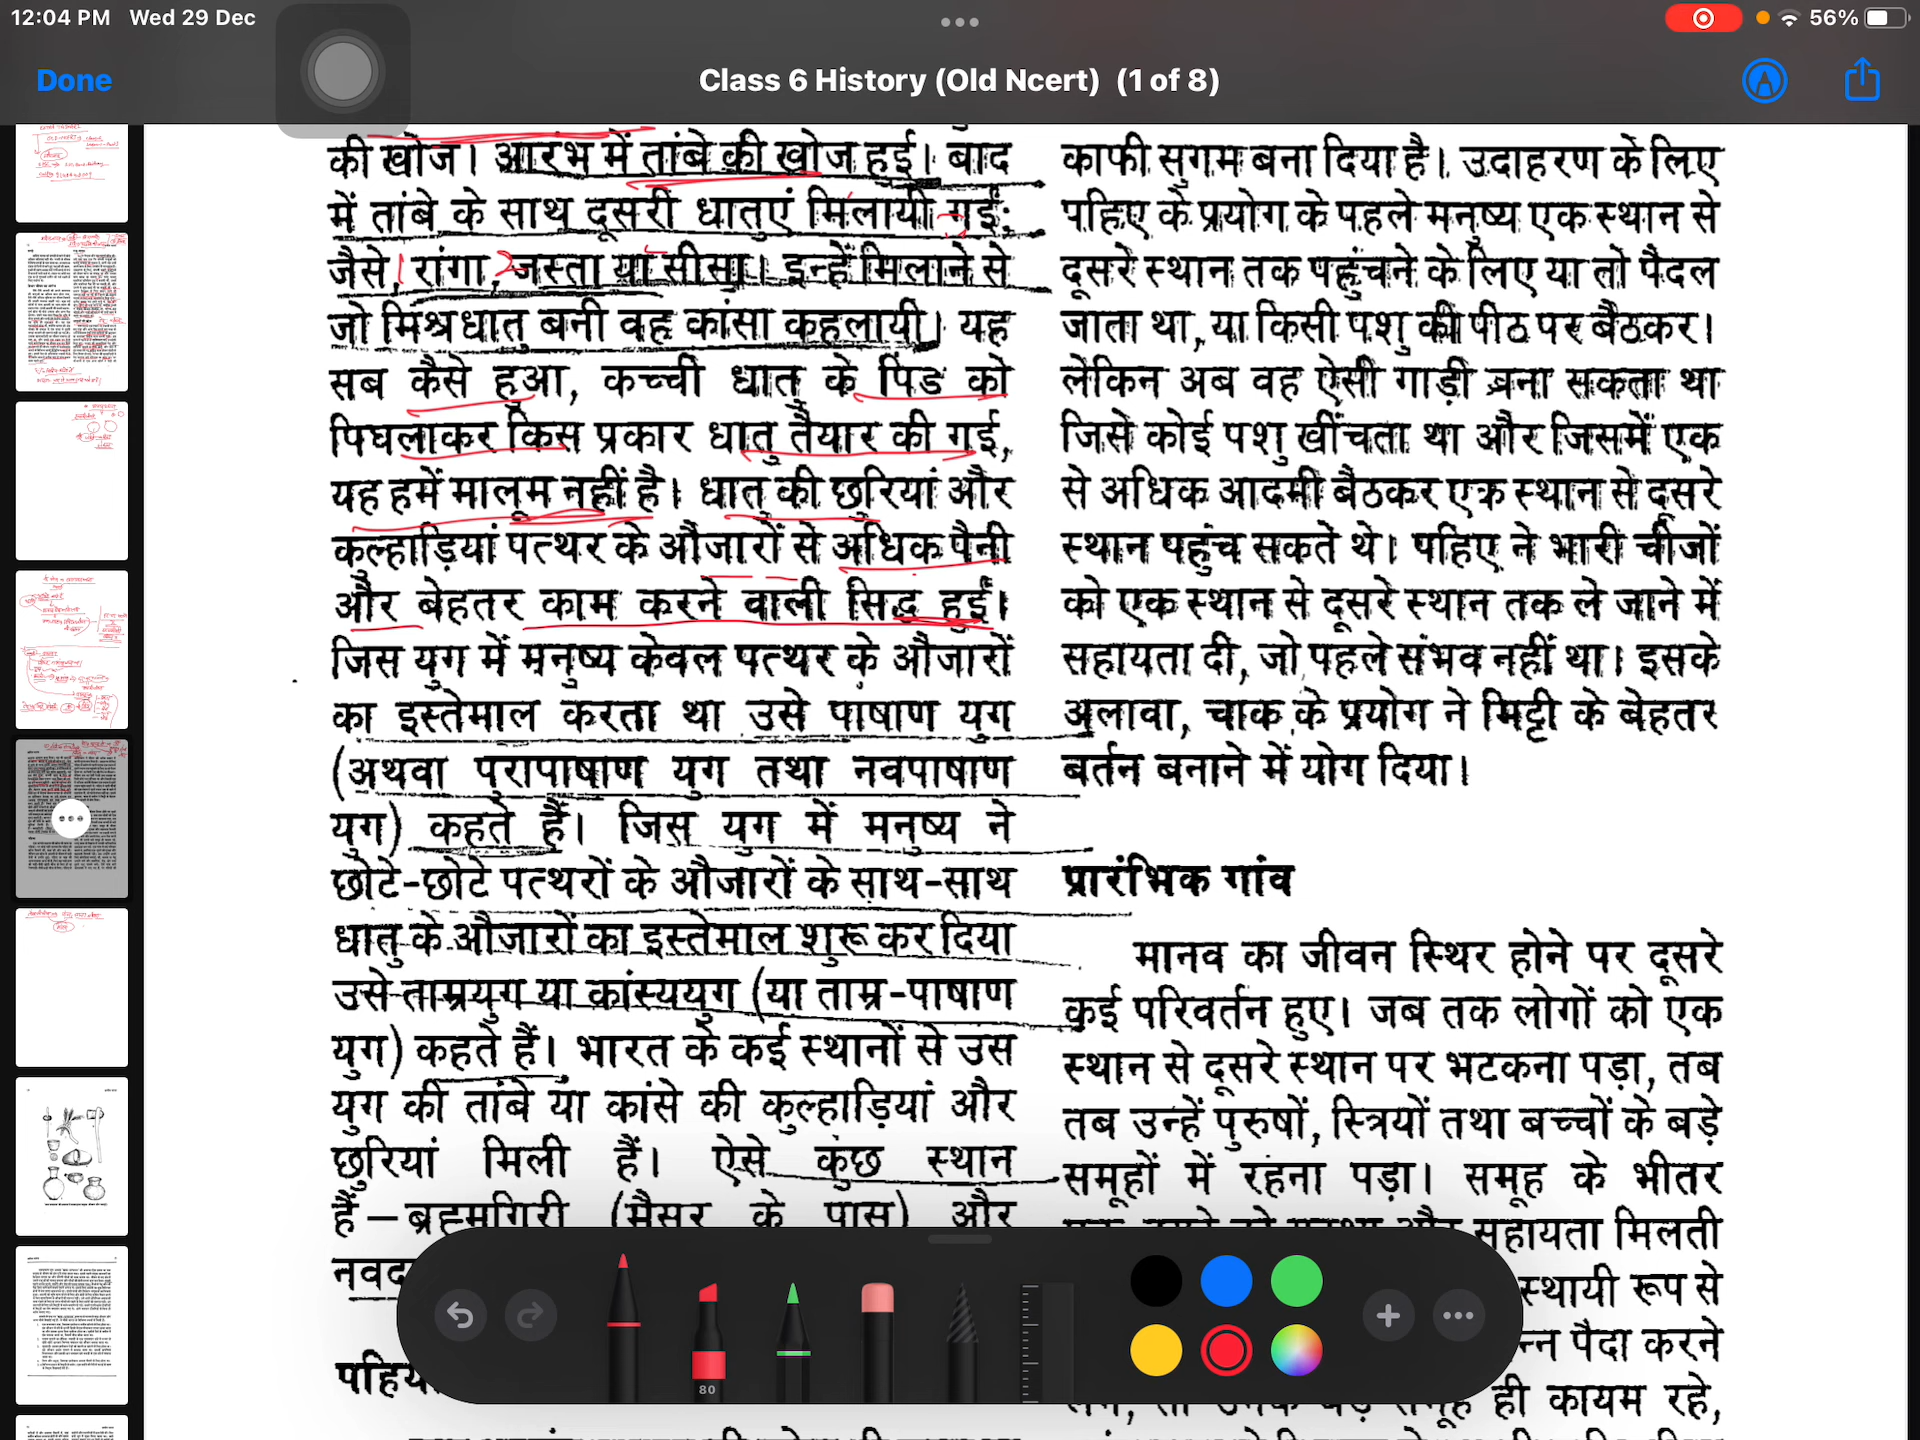 12:04 PM Wed 29 Dec
56%
Done
Class 6 History (Old Ncert) (1 of 8)
की खोज। आरंभ में तांबे की खोज हुई। बाद
में तांबे के साथ दूसरी धातुएं मिलायी गईं;
जैसे, रांगा, जस्ता या सीसा। इन्हें मिलाने से
जो मिश्रधातु बनी वह कांसा कहलायी। यह
सब कैसे हुआ, कच्ची धातु के पिंड को
पिघलाकर किस प्रकार धातु तैयार की गई,
यह हमें मालूम नहीं है। धातु की छुरियां और
कुल्हाड़ियां पत्थर के औजारों से अधिक पैनी
और बेहतर काम करने वाली सिद्ध हुईं।
जिस युग में मनुष्य केवल पत्थर के औजारों
का इस्तेमाल करता था उसे पाषाण युग
(अथवा पुरापाषाण युग तथा नवपाषाण
युग) कहते हैं। जिस युग में मनुष्य ने
छोटे-छोटे पत्थरों के औजारों के साथ-साथ
धातु के औजारों का इस्तेमाल शुरू कर दिया
उसे ताम्रयुग या कांस्ययुग (या ताम्र-पाषाण
युग) कहते हैं। भारत के कई स्थानों से उस
युग की तांबे या कांसे की कुल्हाड़ियां और
छुरियां मिली हैं। ऐसे कुछ स्थान
हैं – ब्रह्मगिरी (मैसूर के पास) और
काफी सुगम बना दिया है। उदाहरण के लिए
पहिए के प्रयोग के पहले मनुष्य एक स्थान से
दूसरे स्थान तक पहुंचने के लिए या तो पैदल
जाता था, या किसी पशु की पीठ पर बैठकर।
लेकिन अब वह ऐसी गाड़ी बना सकता था
जिसे कोई पशु खींचता था और जिसमें एक
से अधिक आदमी बैठकर एक स्थान से दूसरे
स्थान पहुंच सकते थे। पहिए ने भारी चीजों
को एक स्थान से दूसरे स्थान तक ले जाने में
सहायता दी, जो पहले संभव नहीं था। इसके
अलावा, चाक के प्रयोग ने मिट्टी के बेहतर
बर्तन बनाने में योग दिया।
प्रारंभिक गांव
मानव का जीवन स्थिर होने पर दूसरे
कई परिवर्तन हुए। जब तक लोगों को एक
स्थान से दूसरे स्थान पर भटकना पड़ा, तब
तब उन्हें पुरुषों, स्त्रियों तथा बच्चों के बड़े
समूहों में रहना पड़ा। समूह के भीतर
सहायता मिलती
स्थायी रूप से
पैदा करने
ही कायम रहे,
80